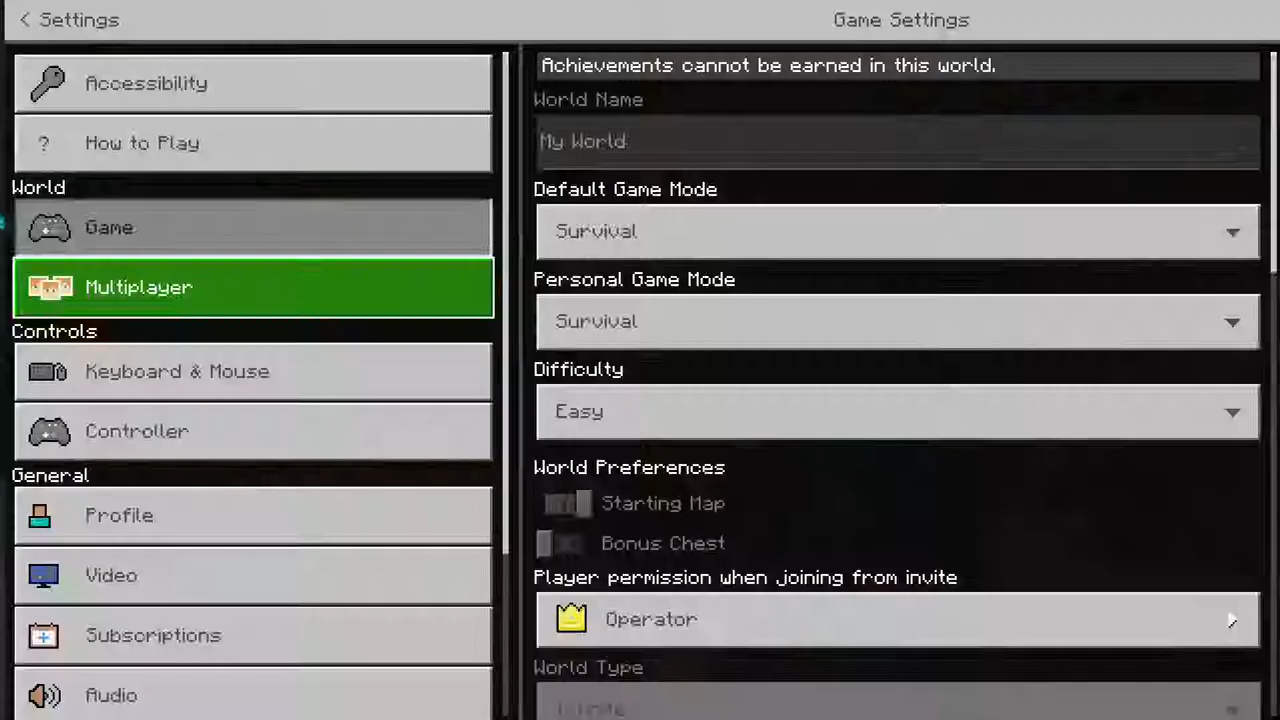 Settings
Game Settings
Accessibility
? How to Play
World
Game
Multiplayer
Controls
Keyboard & Mouse
Controller
General
Profile
Video
Subscriptions
Audio
Achievements cannot be earned in this world.
World Name
My World
Default Game Mode
Survival
Personal Game Mode
Survival
Difficulty
Easy
World Preferences
Starting Map
Bonus Chest
Player permission when joining from invite
Operator
World Type